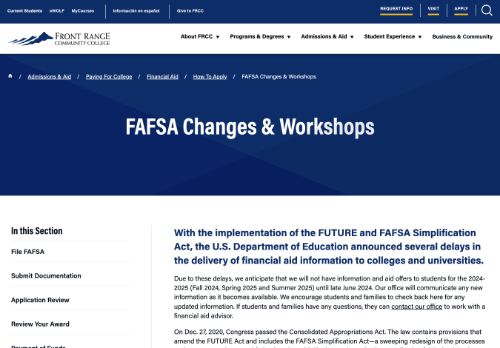 Current Students eWOLF MyCourses Información en español Give to FRCC REQUEST INFO VISIT APPLY
FRONT RANGE
COMMUNITY COLLEGE
About FRCC ▼ Programs & Degrees ▼ Admissions & Aid ▼ Student Experience ▼ Business & Community
/ Admissions & Aid / Paying For College / Financial Aid / How To Apply / FAFSA Changes & Workshops
FAFSA Changes & Workshops
In this Section
File FAFSA
Submit Documentation
Application Review
Review Your Award
Payment of Funds
With the implementation of the FUTURE and FAFSA Simplification
Act, the U.S. Department of Education announced several delays in
the delivery of financial aid information to colleges and universities.
Due to these delays, we anticipate that we will not have information and aid offers to students for the 2024-
2025 (Fall 2024, Spring 2025 and Summer 2025) until late June 2024. Our office will communicate any new
information as it becomes available. We encourage students and families to check back here for any
updated information. If students and families have any questions, they can contact our office to work with a
financial aid advisor.
On Dec. 27, 2020, Congress passed the Consolidated Appropriations Act. The law contains provisions that
amend the FUTURE Act and includes the FAFSA Simplification Act—a sweeping redesign of the processes